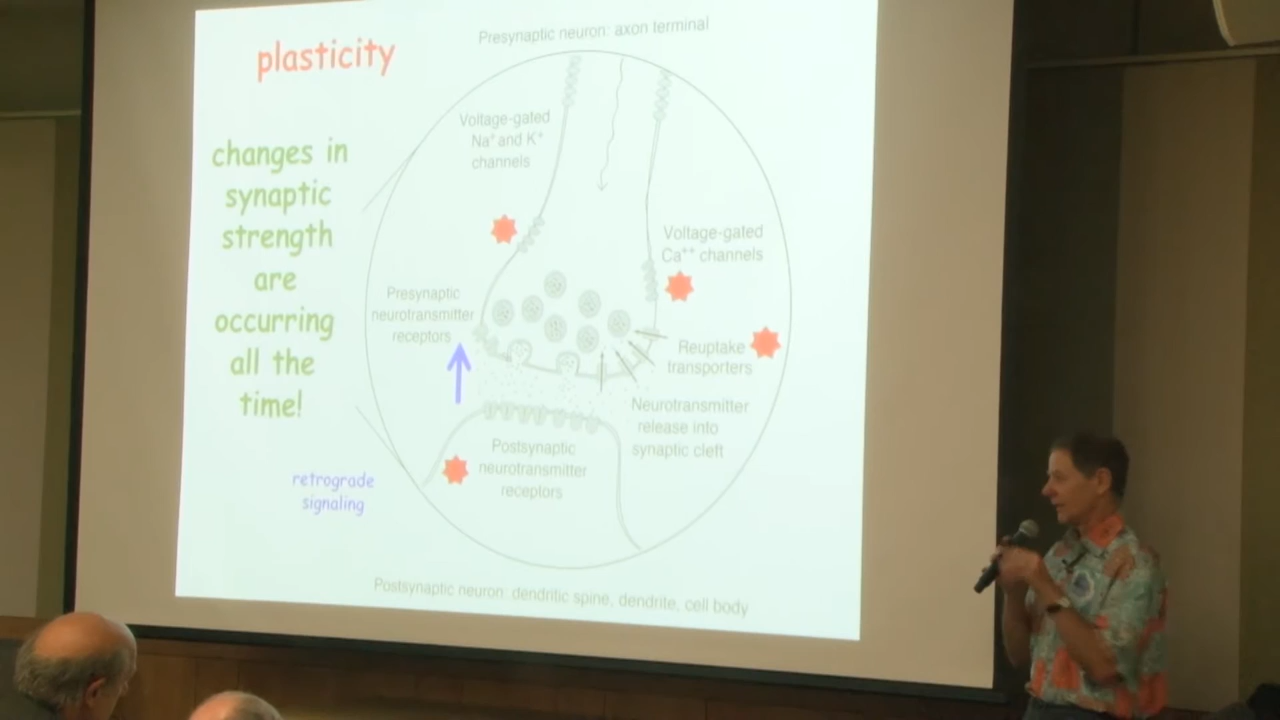 plasticity
Presynaptic neuron: axon terminal
changes in
synaptic
strength
are
occurring
all the
time!
Voltage-gated
Na⁺ and K⁺
channels
Voltage-gated
Ca⁺⁺ channels
Presynaptic
neurotransmitter
receptors
Reuptake
transporters
Neurotransmitter
release into
synaptic cleft
Postsynaptic
neurotransmitter
receptors
retrograde
signaling
Postsynaptic neuron: dendritic spine, dendrite, cell body